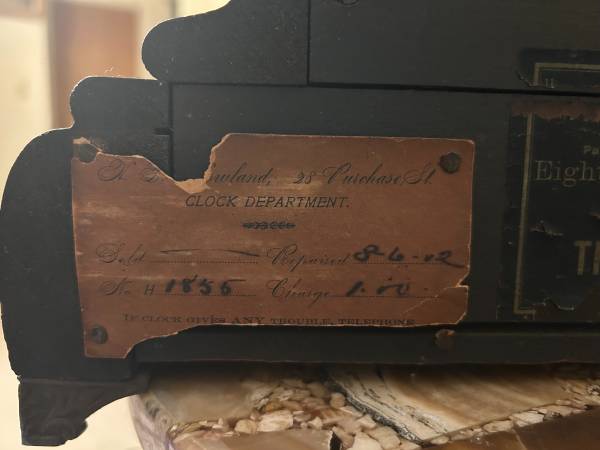 28 Purchase St.
CLOCK DEPARTMENT.
Sold Repaired 8-6-02
No H 1856 Charge 1.00
IF CLOCK GIVES ANY TROUBLE, TELEPHONE
Eight